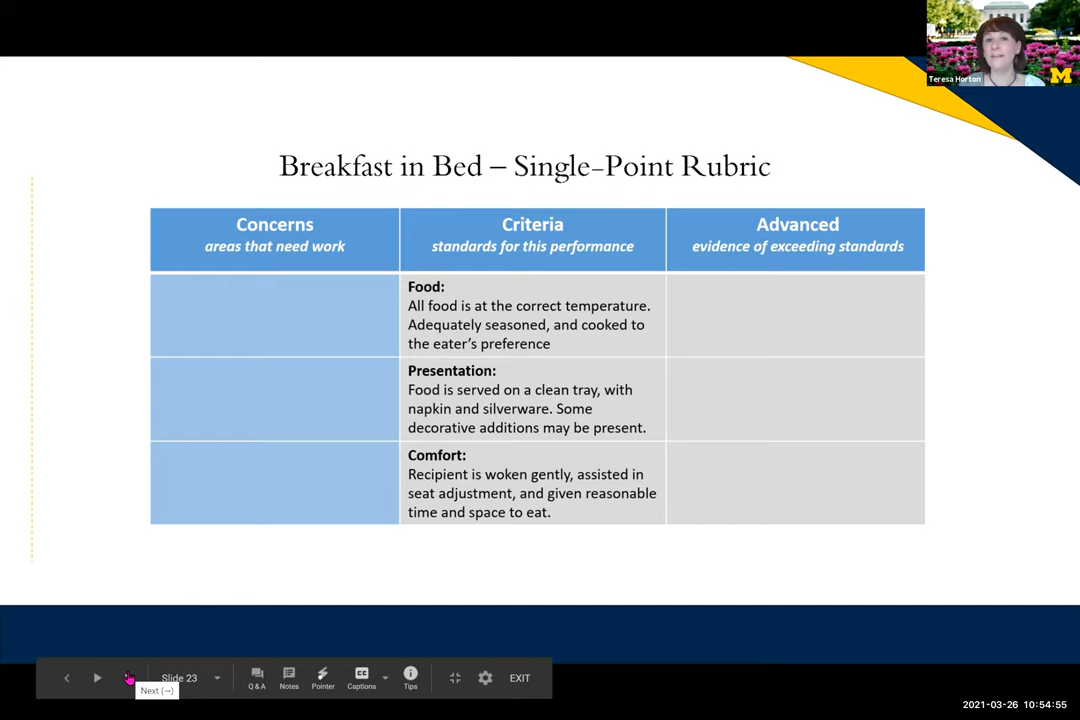 Teresa Horton
M
Breakfast in Bed – Single-Point Rubric
Concerns
areas that need work
Criteria
standards for this performance
Advanced
evidence of exceeding standards
Food:
All food is at the correct temperature.
Adequately seasoned, and cooked to
the eater's preference
Presentation:
Food is served on a clean tray, with
napkin and silverware. Some
decorative additions may be present.
Comfort:
Recipient is woken gently, assisted in
seat adjustment, and given reasonable
time and space to eat.
Slide 23
Q & A
Notes
Pointer
Captions
Tips
EXIT
Next (→)
2021-03-26 10:54:55